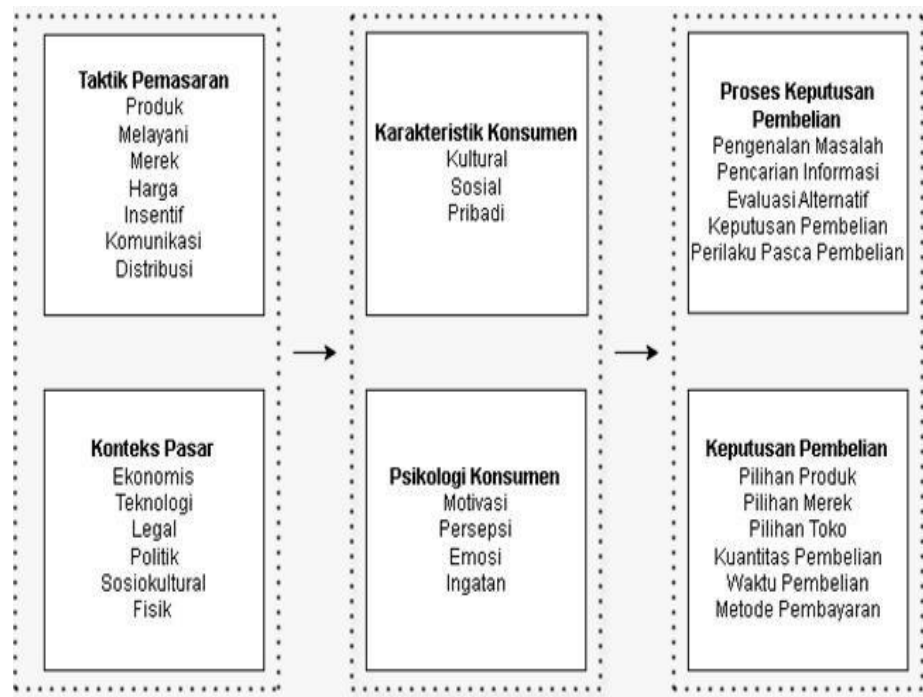 Taktik Pemasaran
Produk
Melayani
Merek
Harga
Insentif
Komunikasi
Distribusi
Konteks Pasar
Ekonomis
Teknologi
Legal
Politik
Sosiokultural
Fisik
Karakteristik Konsumen
Kultural
Sosial
Pribadi
Psikologi Konsumen
Motivasi
Persepsi
Emosi
Ingatan
Proses Keputusan
Pembelian
Pengenalan Masalah
Pencarian Informasi
Evaluasi Alternatif
Keputusan Pembelian
Perilaku Pasca Pembelian
Keputusan Pembelian
Pilihan Produk
Pilihan Merek
Pilihan Toko
Kuantitas Pembelian
Waktu Pembelian
Metode Pembayaran